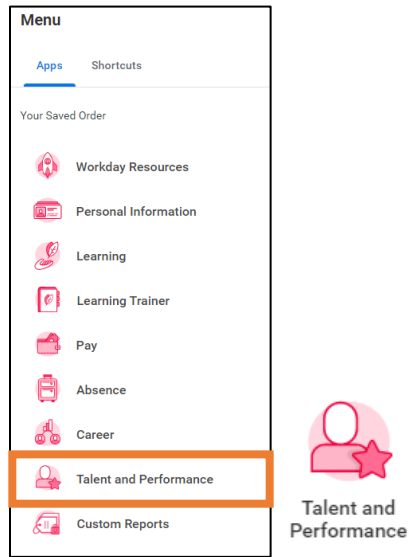 Menu
Apps Shortcuts
Your Saved Order
Workday Resources
Personal Information
Learning
Learning Trainer
Pay
Absence
Career
Talent and Performance
Custom Reports
Talent and
Performance